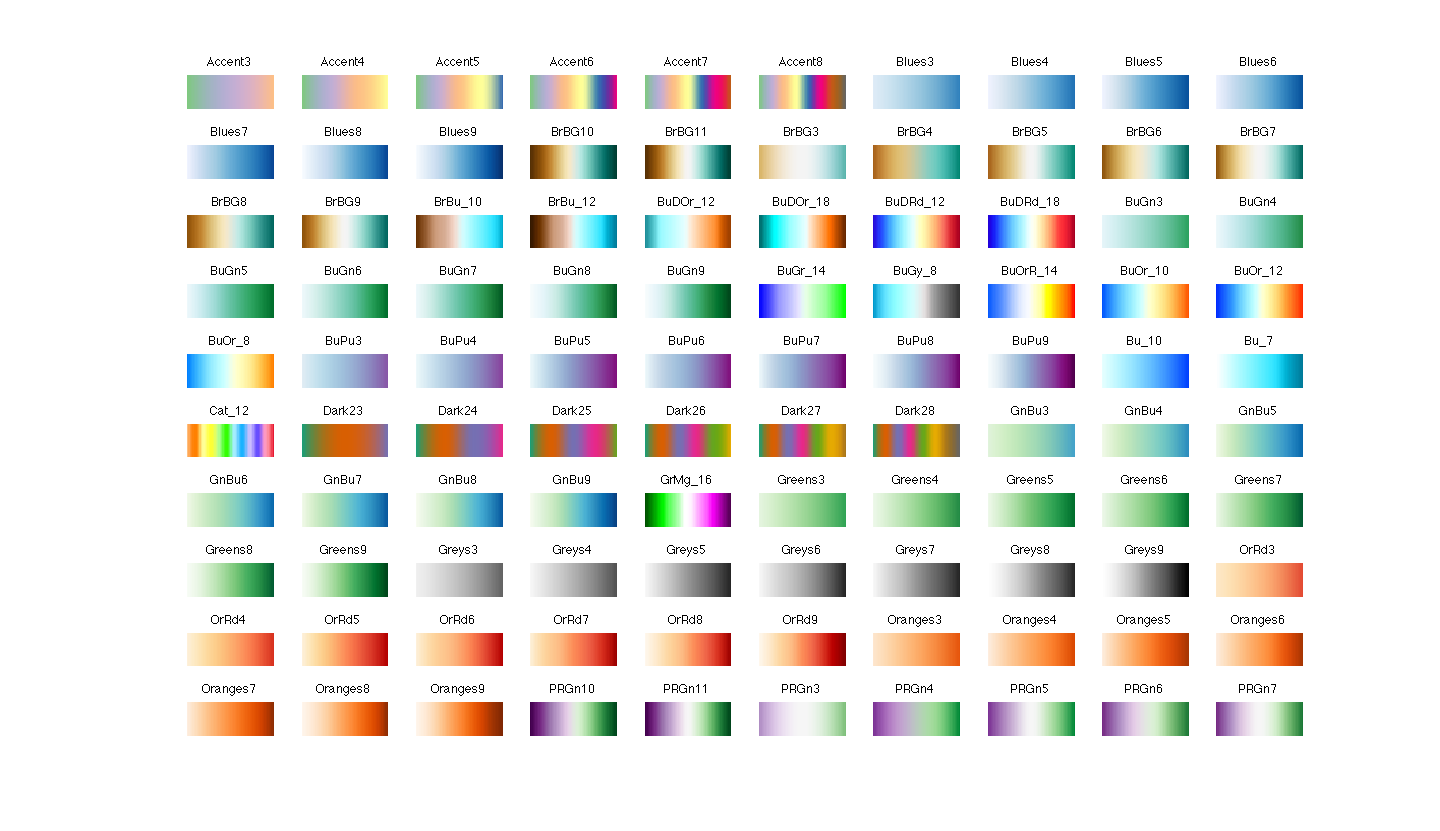 Accent3 Accent4 Accent5 Accent6 Accent7 Accent8 Blues3 Blues4 Blues5 Blues6
Blues7 Blues8 Blues9 BrBG10 BrBG11 BrBG3 BrBG4 BrBG5 BrBG6 BrBG7
BrBG8 BrBG9 BrBu_10 BrBu_12 BuDOr_12 BuDOr_18 BuDRd_12 BuDRd_18 BuGn3 BuGn4
BuGn5 BuGn6 BuGn7 BuGn8 BuGn9 BuGr_14 BuGy_8 BuOrR_14 BuOr_10 BuOr_12
BuOr_8 BuPu3 BuPu4 BuPu5 BuPu6 BuPu7 BuPu8 BuPu9 Bu_10 Bu_7
Cat_12 Dark23 Dark24 Dark25 Dark26 Dark27 Dark28 GnBu3 GnBu4 GnBu5
GnBu6 GnBu7 GnBu8 GnBu9 GrMg_16 Greens3 Greens4 Greens5 Greens6 Greens7
Greens8 Greens9 Greys3 Greys4 Greys5 Greys6 Greys7 Greys8 Greys9 OrRd3
OrRd4 OrRd5 OrRd6 OrRd7 OrRd8 OrRd9 Oranges3 Oranges4 Oranges5 Oranges6
Oranges7 Oranges8 Oranges9 PRGn10 PRGn11 PRGn3 PRGn4 PRGn5 PRGn6 PRGn7